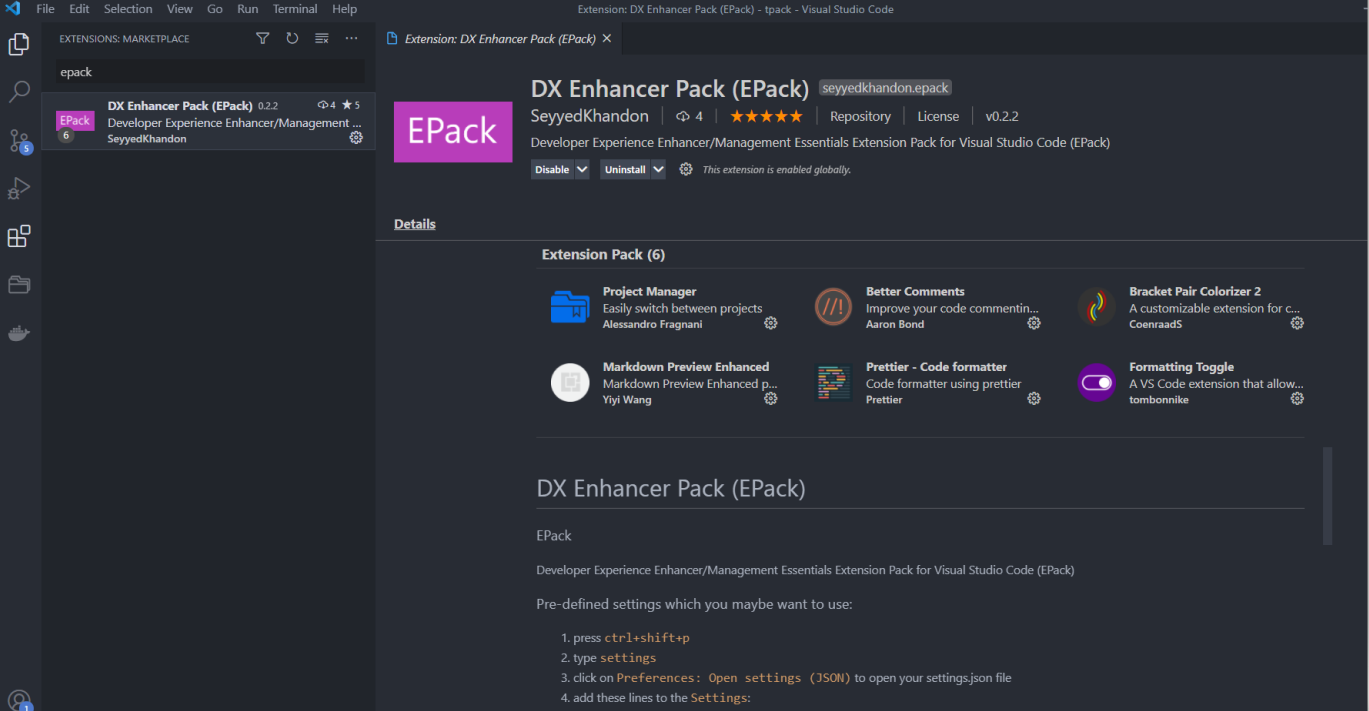 File Edit Selection View Go Run Terminal Help
Extension: DX Enhancer Pack (EPack) - tpack - Visual Studio Code
EXTENSIONS: MARKETPLACE
epack
EPack
6
DX Enhancer Pack (EPack) 0.2.2 4 ★ 5
Developer Experience Enhancer/Management ...
SeyyedKhandon
5
1
Extension: DX Enhancer Pack (EPack)
EPack
DX Enhancer Pack (EPack) seyyedkhandon.epack
SeyyedKhandon 4 ★★★★★ Repository License v0.2.2
Developer Experience Enhancer/Management Essentials Extension Pack for Visual Studio Code (EPack)
Disable Uninstall This extension is enabled globally.
Details
Extension Pack (6)
Project Manager
Easily switch between projects
Alessandro Fragnani
//!
Better Comments
Improve your code commentin...
Aaron Bond
Bracket Pair Colorizer 2
A customizable extension for c...
CoenraadS
Markdown Preview Enhanced
Markdown Preview Enhanced p...
Yiyi Wang
Prettier - Code formatter
Code formatter using prettier
Prettier
Formatting Toggle
A VS Code extension that allow...
tombonnike
DX Enhancer Pack (EPack)
EPack
Developer Experience Enhancer/Management Essentials Extension Pack for Visual Studio Code (EPack)
Pre-defined settings which you maybe want to use:
1. press ctrl+shift+p
2. type settings
3. click on Preferences: Open settings (JSON) to open your settings.json file
4. add these lines to the Settings: